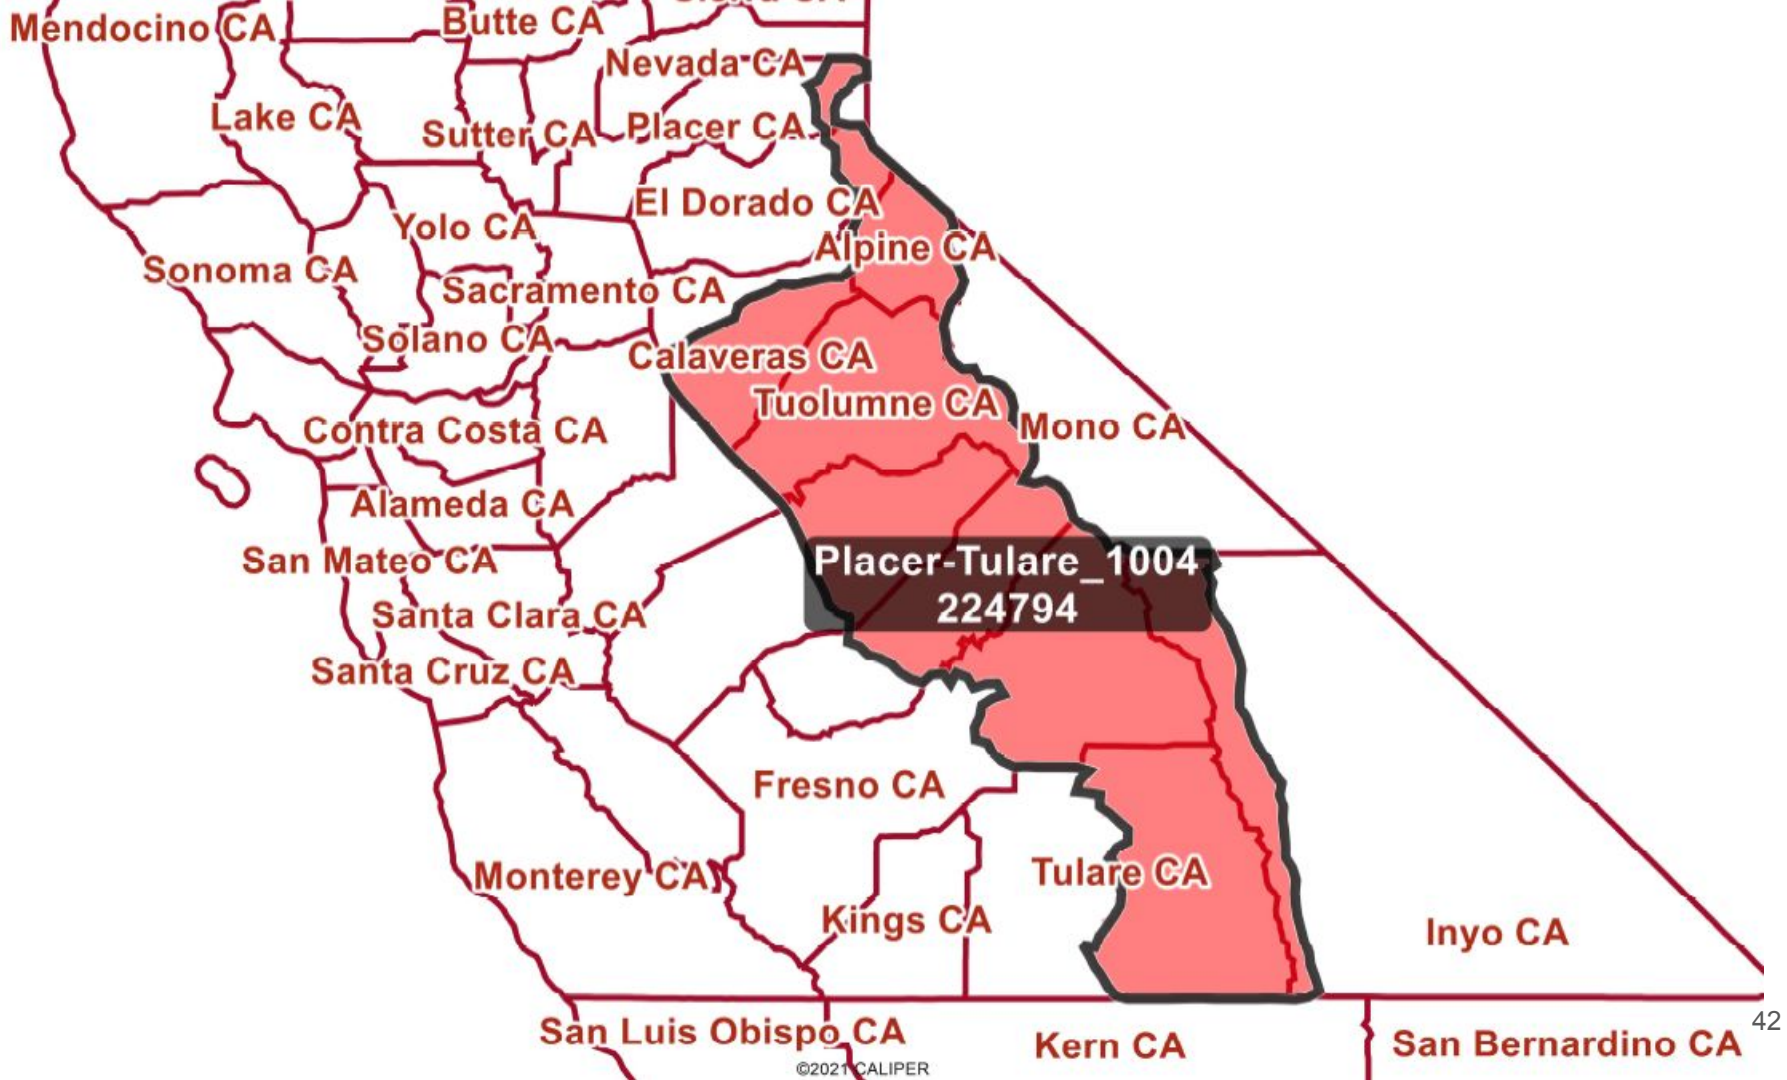 Sierra CA
Mendocino CA
Butte CA
Nevada CA
Lake CA
Sutter CA
Placer CA
El Dorado CA
Yolo CA
Alpine CA
Sonoma CA
Sacramento CA
Solano CA
Calaveras CA
Tuolumne CA
Mono CA
Contra Costa CA
Alameda CA
San Mateo CA
Placer-Tulare_1004
224794
Santa Clara CA
Santa Cruz CA
Fresno CA
Monterey CA
Tulare CA
Kings CA
Inyo CA
42
San Luis Obispo CA
Kern CA
San Bernardino CA
©2021 CALIPER